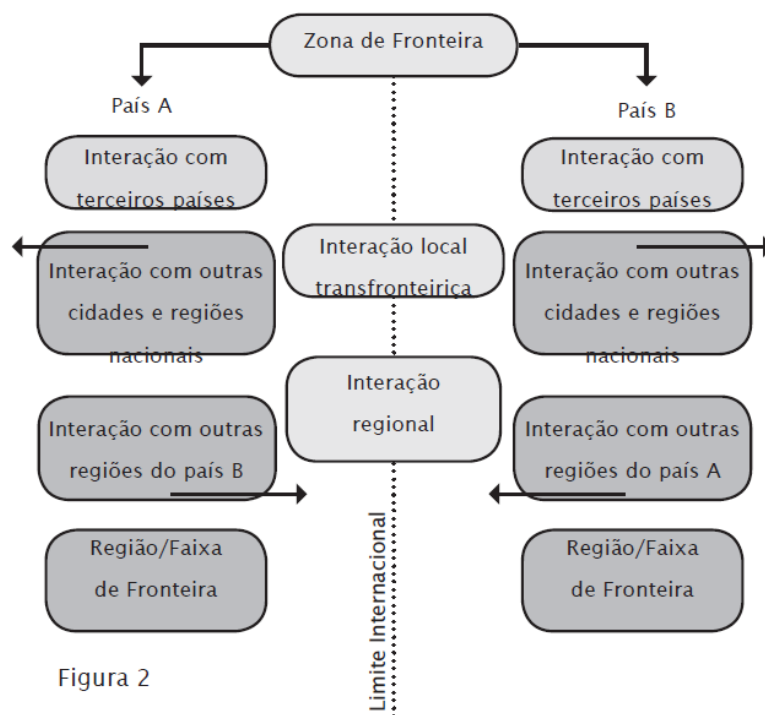 Zona de Fronteira
País A
País B
Interação com
terceiros países
Interação com
terceiros países
Interação local
transfronteiriça
Interação com outras
cidades e regiões
nacionais
Interação com outras
cidades e regiões
nacionais
Interação
regional
Interação com outras
regiões do país B
Interação com outras
regiões do país A
Região/Faixa
de Fronteira
Região/Faixa
de Fronteira
Limite Internacional
Figura 2